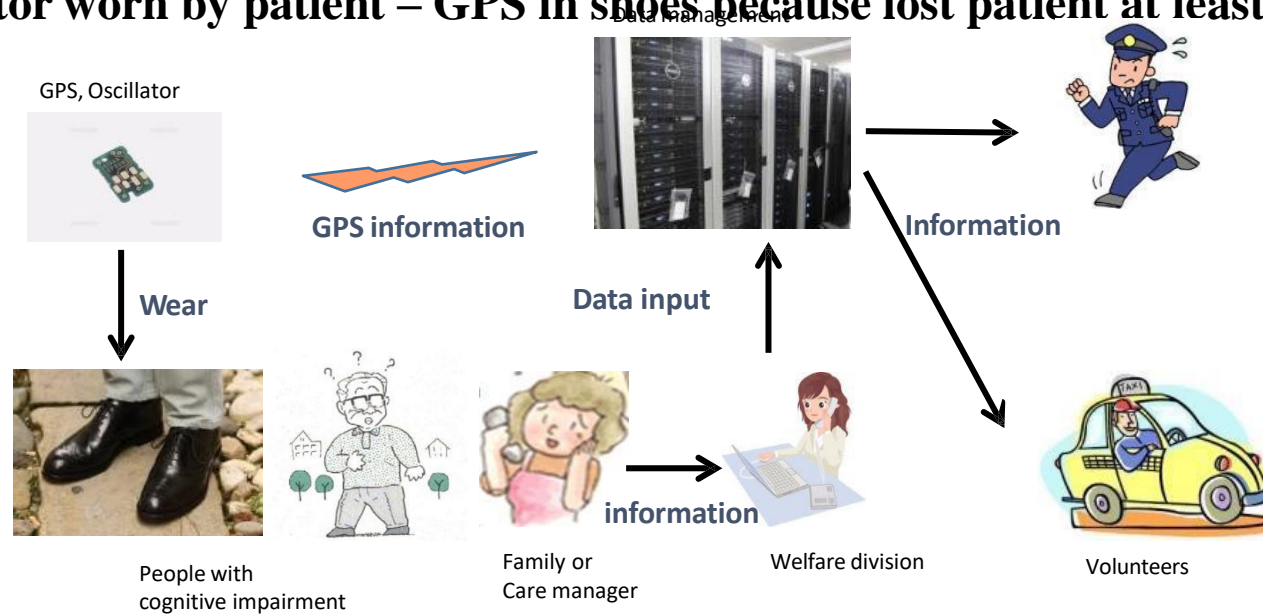 tor worn by patient – GPS in shoes because lost patient at least
Data management
GPS, Oscillator
GPS information
Information
Wear
Data input
TAXI
information
People with
cognitive impairment
Family or
Care manager
Welfare division
Volunteers
? ? ?